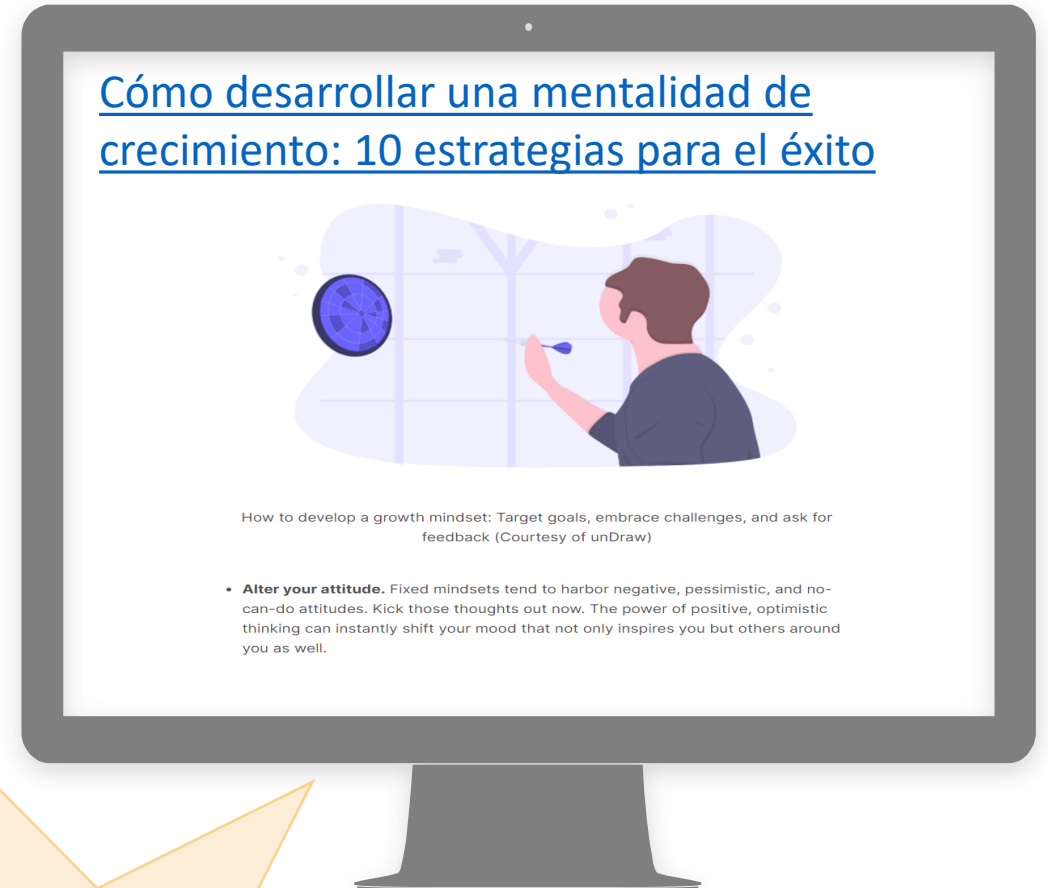 Cómo desarrollar una mentalidad de
crecimiento: 10 estrategias para el éxito
How to develop a growth mindset: Target goals, embrace challenges, and ask for
feedback (Courtesy of unDraw)
• Alter your attitude. Fixed mindsets tend to harbor negative, pessimistic, and no-
can-do attitudes. Kick those thoughts out now. The power of positive, optimistic
thinking can instantly shift your mood that not only inspires you but others around
you as well.